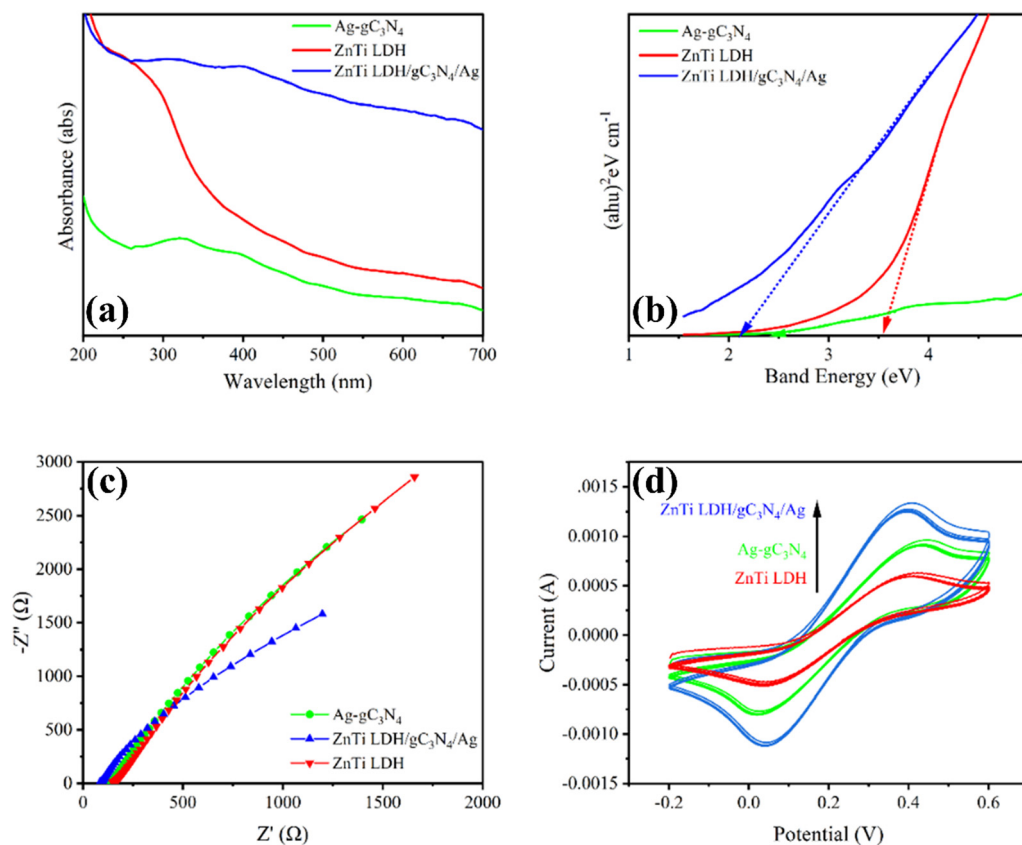 Ag-gC₃N₄
ZnTi LDH
ZnTi LDH/gC₃N₄/Ag
Absorbance (abs)
(a)
200 300 400 500 600 700
Wavelength (nm)
Ag-gC₃N₄
ZnTi LDH
ZnTi LDH/gC₃N₄/Ag
(ahu)²eV cm⁻¹
(b)
1 2 3 4
Band Energy (eV)
(c)
3000
2500
2000
1500
1000
500
0
-Z" (Ω)
Ag-gC₃N₄
ZnTi LDH/gC₃N₄/Ag
ZnTi LDH
0 500 1000 1500 2000
Z' (Ω)
(d)
.0015
0.0010
0.0005
0.0000
-0.0005
-0.0010
-0.0015
Current (A)
ZnTi LDH/gC₃N₄/Ag
Ag-gC₃N₄
ZnTi LDH
-0.2 0.0 0.2 0.4 0.6
Potential (V)